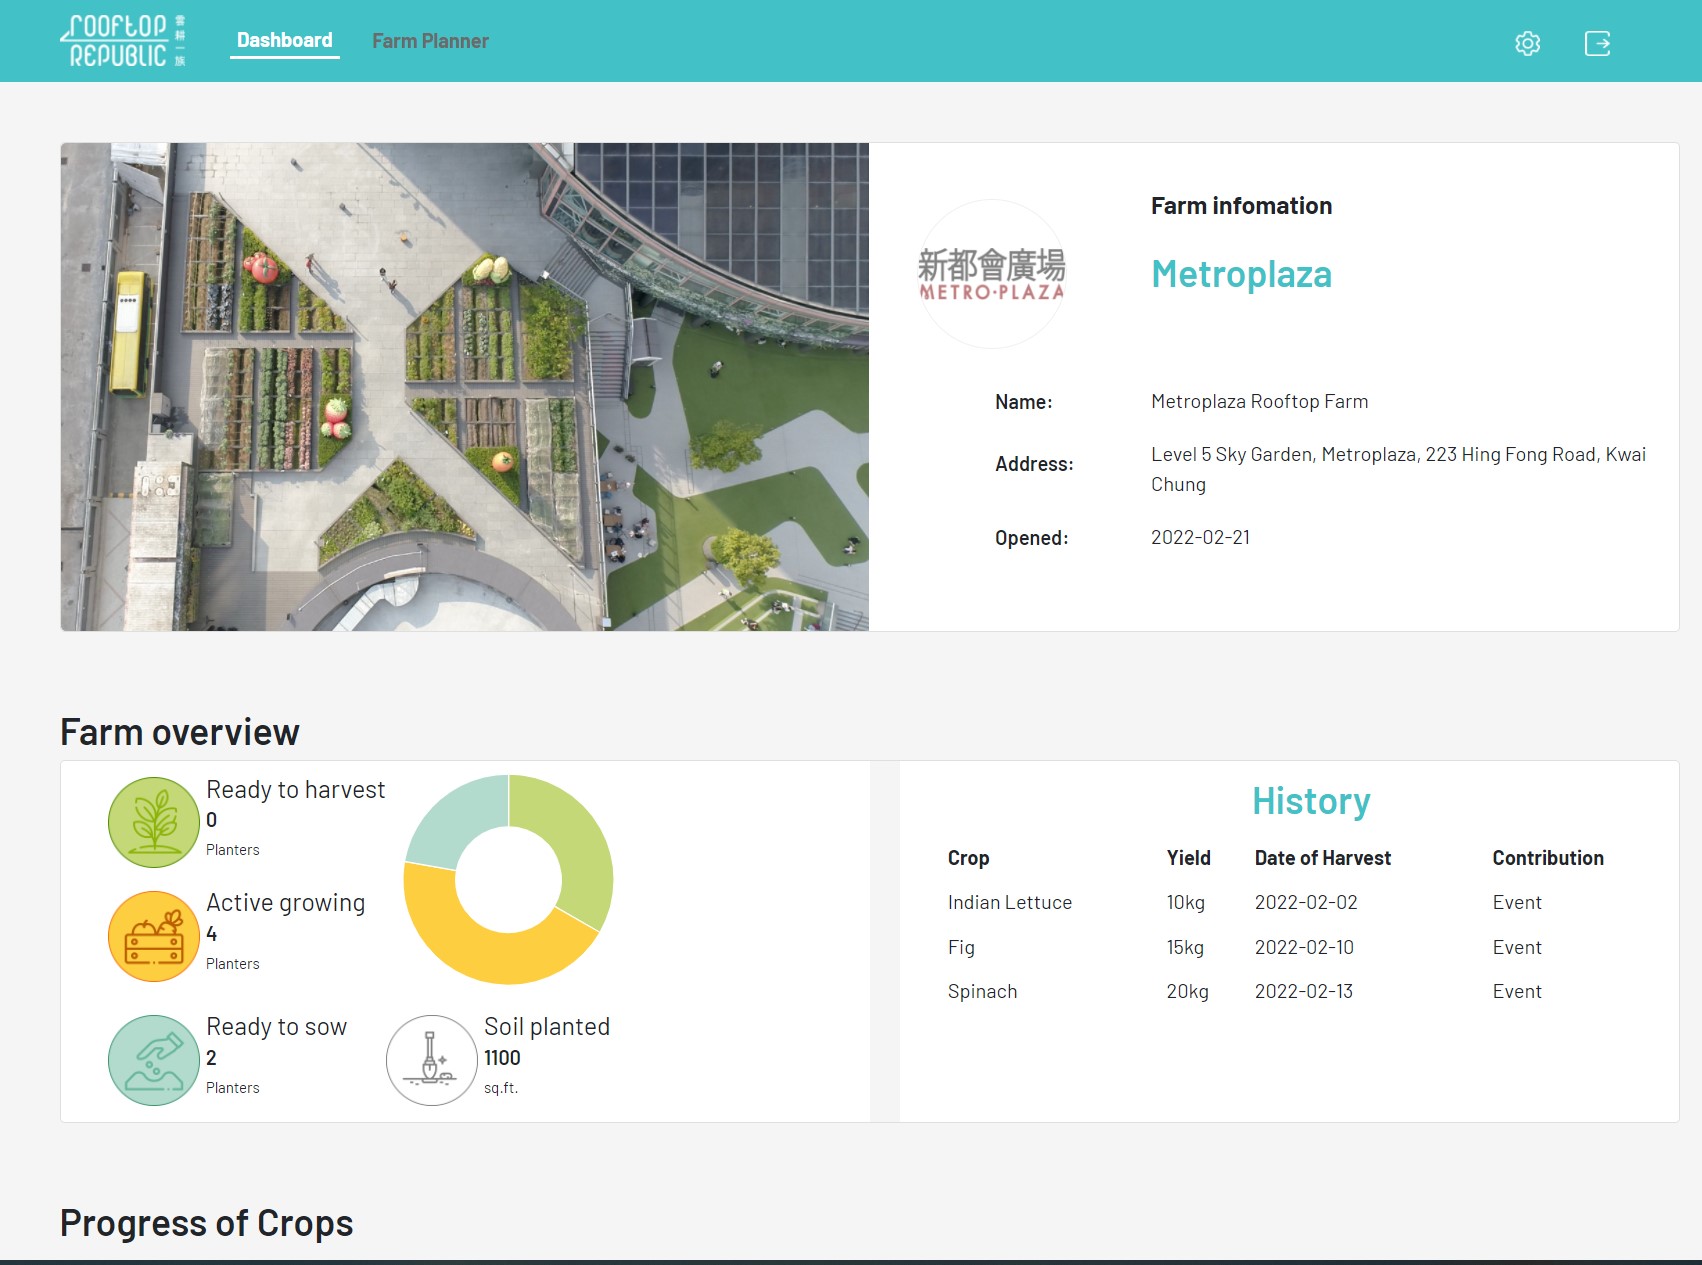 rooftop
REPUBLIC
雲耕一族
Dashboard
Farm Planner
新都會廣場
METRO·PLAZA
Farm infomation
Metroplaza
Name:
Metroplaza Rooftop Farm
Address:
Level 5 Sky Garden, Metroplaza, 223 Hing Fong Road, Kwai
Chung
Opened:
2022-02-21
Farm overview
Ready to harvest
0
Planters
Active growing
4
Planters
Ready to sow
2
Planters
Soil planted
1100
sq.ft.
History
Crop Yield Date of Harvest Contribution
Indian Lettuce 10kg 2022-02-02 Event
Fig 15kg 2022-02-10 Event
Spinach 20kg 2022-02-13 Event
Progress of Crops